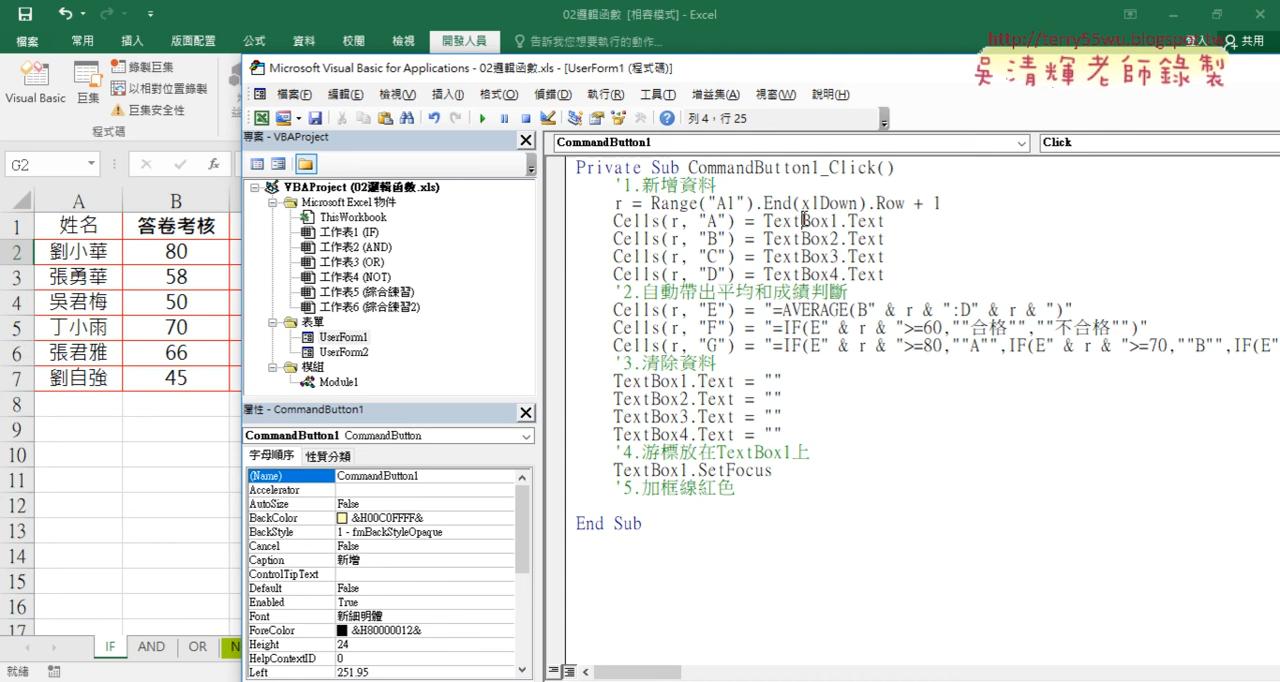 02邏輯函數 [相容模式] - Excel
檔案 常用 插入 版面配置 公式 資料 校閱 檢視 開發人員 告訴我您想要執行的動作... 登入 共用
http://terry55wu.blogspot.tw
吳清輝老師錄製
Visual Basic 巨集 錄製巨集
以相對位置錄製
巨集安全性
程式碼
G2
A B
1 姓名 答卷考核
2 劉小華 80
3 張勇華 58
4 吳君梅 50
5 丁小雨 70
6 張君雅 66
7 劉自強 45
8
9
10
11
12
13
14
15
16
17
IF AND OR N
就緒
Microsoft Visual Basic for Applications - 02邏輯函數.xls - [UserForm1 (程式碼)]
檔案(F) 編輯(E) 檢視(V) 插入(I) 格式(O) 偵錯(D) 執行(R) 工具(T) 增益集(A) 視窗(W) 說明(H)
列 4，行 25
專案 - VBAProject
VBAProject (02邏輯函數.xls)
Microsoft Excel 物件
ThisWorkbook
工作表1 (IF)
工作表2 (AND)
工作表3 (OR)
工作表4 (NOT)
工作表5 (綜合練習)
工作表6 (綜合練習2)
表單
UserForm1
UserForm2
模組
Module1
屬性 - CommandButton1
CommandButton1 CommandButton
字母順序 性質分類
(Name) CommandButton1
Accelerator
AutoSize False
BackColor &H00C0FFFF&
BackStyle 1 - fmBackStyleOpaque
Cancel False
Caption 新增
ControlTipText
Default False
Enabled True
Font 新細明體
ForeColor &H80000012&
Height 24
HelpContextID 0
Left 251.95
CommandButton1 Click
Private Sub CommandButton1_Click()
'1.新增資料
r = Range("A1").End(xlDown).Row + 1
Cells(r, "A") = TextBox1.Text
Cells(r, "B") = TextBox2.Text
Cells(r, "C") = TextBox3.Text
Cells(r, "D") = TextBox4.Text
'2.自動帶出平均和成績判斷
Cells(r, "E") = "=AVERAGE(B" & r & ":D" & r & ")"
Cells(r, "F") = "=IF(E" & r & ">=60,""合格"",""不合格"")"
Cells(r, "G") = "=IF(E" & r & ">=80,""A"",IF(E" & r & ">=70,""B"",IF(E"
'3.清除資料
TextBox1.Text = ""
TextBox2.Text = ""
TextBox3.Text = ""
TextBox4.Text = ""
'4.游標放在TextBox1上
TextBox1.SetFocus
'5.加框線紅色
End Sub